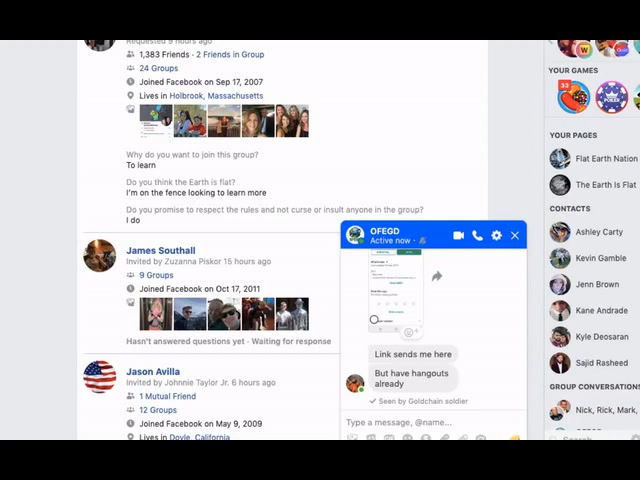 Requested 9 hours ago
1,383 Friends · 2 Friends in Group
24 Groups
Joined Facebook on Sep 17, 2007
Lives in Holbrook, Massachusetts
Why do you want to join this group?
To learn
Do you think the Earth is flat?
I'm on the fence looking to learn more
Do you promise to respect the rules and not curse or insult anyone in the group?
I do
James Southall
Invited by Zuzanna Piskor 15 hours ago
9 Groups
Joined Facebook on Oct 17, 2011
Hasn't answered questions yet · Waiting for response
Jason Avilla
Invited by Johnnie Taylor Jr. 6 hours ago
1 Mutual Friend
12 Groups
Joined Facebook on May 9, 2009
Lives in Doyle, California
OFEGD
Active now ·
Link sends me here
But have hangouts
already
Seen by Goldchain soldier
Type a message, @name...
YOUR GAMES
33
POKER
YOUR PAGES
Flat Earth Nation
The Earth Is Flat
CONTACTS
Ashley Carty
Kevin Gamble
Jenn Brown
Kane Andrade
Kyle Deosaran
Sajid Rasheed
GROUP CONVERSATIONS
Nick, Rick, Mark,
OFEGD
Search